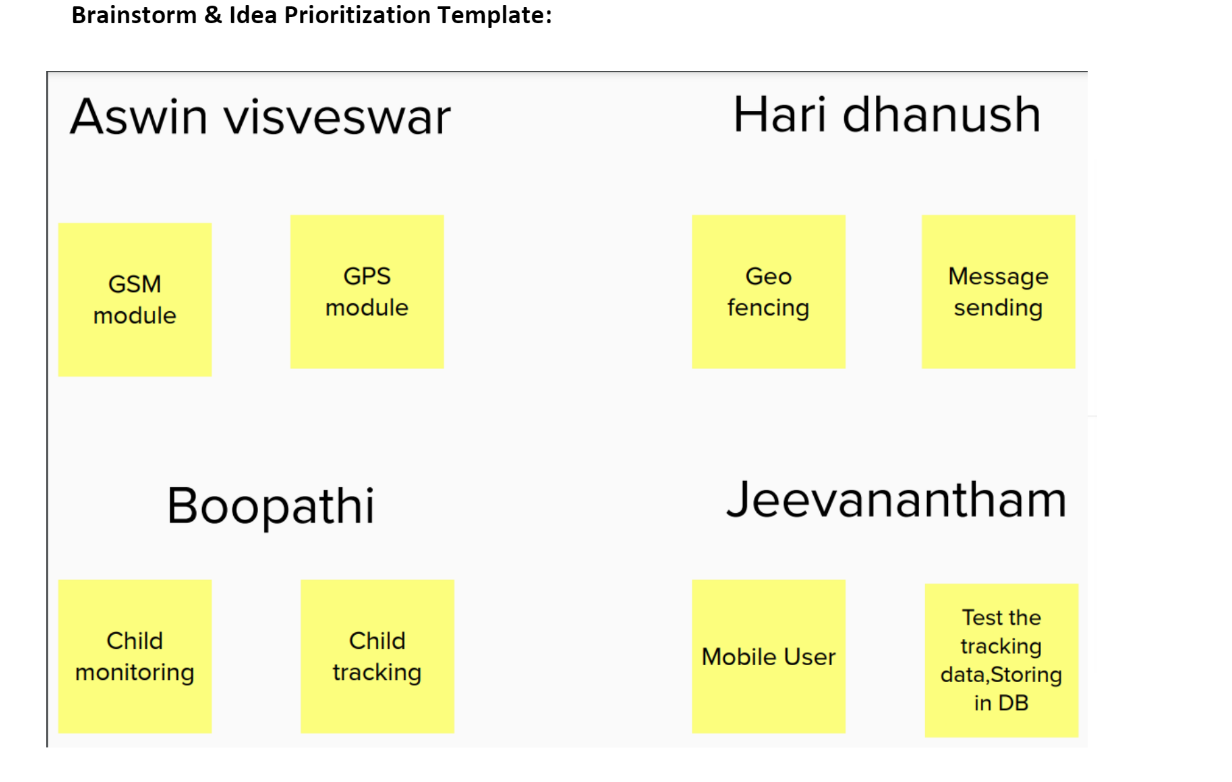 Brainstorm & Idea Prioritization Template:
Aswin visveswar
Hari dhanush
GSM
module
GPS
module
Geo
fencing
Message
sending
Boopathi
Jeevanantham
Child
monitoring
Child
tracking
Mobile User
Test the
tracking
data,Storing
in DB